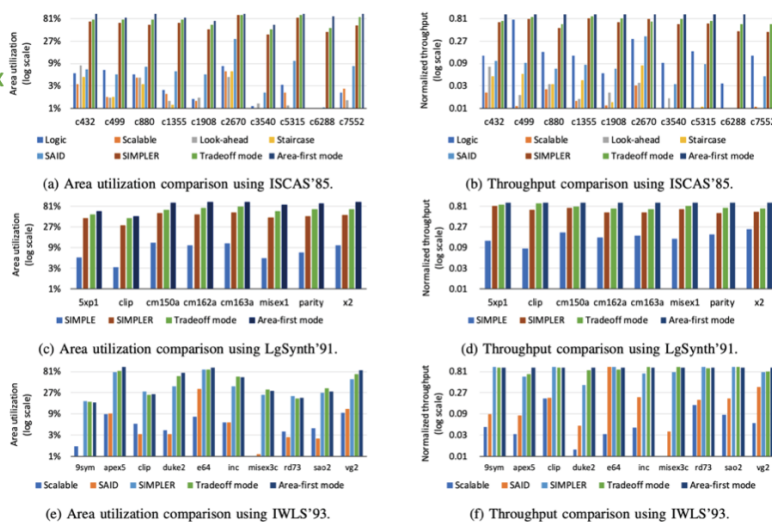 Area utilization
(log scale)
81%
27%
9%
3%
1%
c432 c499 c880 c1355 c1908 c2670 c3540 c5315 c6288 c7552
Logic Scalable Look-ahead Staircase
SAID SIMPLER Tradeoff mode Area-first mode
(a) Area utilization comparison using ISCAS'85.
Normalized throughput
(log scale)
0.81
0.27
0.09
0.03
0.01
c432 c499 c880 c1355 c1908 c2670 c3540 c5315 c6288 c7552
Logic Scalable Look-ahead Staircase
SAID SIMPLER Tradeoff mode Area-first mode
(b) Throughput comparison using ISCAS'85.
Area utilization
(log scale)
81%
27%
9%
3%
1%
5xp1 clip cm150a cm162a cm163a misex1 parity x2
SIMPLE SIMPLER Tradeoff mode Area-first mode
(c) Area utilization comparison using LgSynth'91.
Normalized throughput
(log scale)
0.81
0.27
0.09
0.03
0.01
5xp1 clip cm150a cm162a cm163a misex1 parity x2
SIMPLE SIMPLER Tradeoff mode Area-first mode
(d) Throughput comparison using LgSynth'91.
Area utilization
(log scale)
81%
27%
9%
3%
1%
9sym apex5 clip duke2 e64 inc misex3c rd73 sao2 vg2
Scalable SAID SIMPLER Tradeoff mode Area-first mode
(e) Area utilization comparison using IWLS'93.
Normalized throughput
(log scale)
0.81
0.27
0.09
0.03
0.01
9sym apex5 clip duke2 e64 inc misex3c rd73 sao2 vg2
Scalable SAID SIMPLER Tradeoff mode Area-first mode
(f) Throughput comparison using IWLS'93.